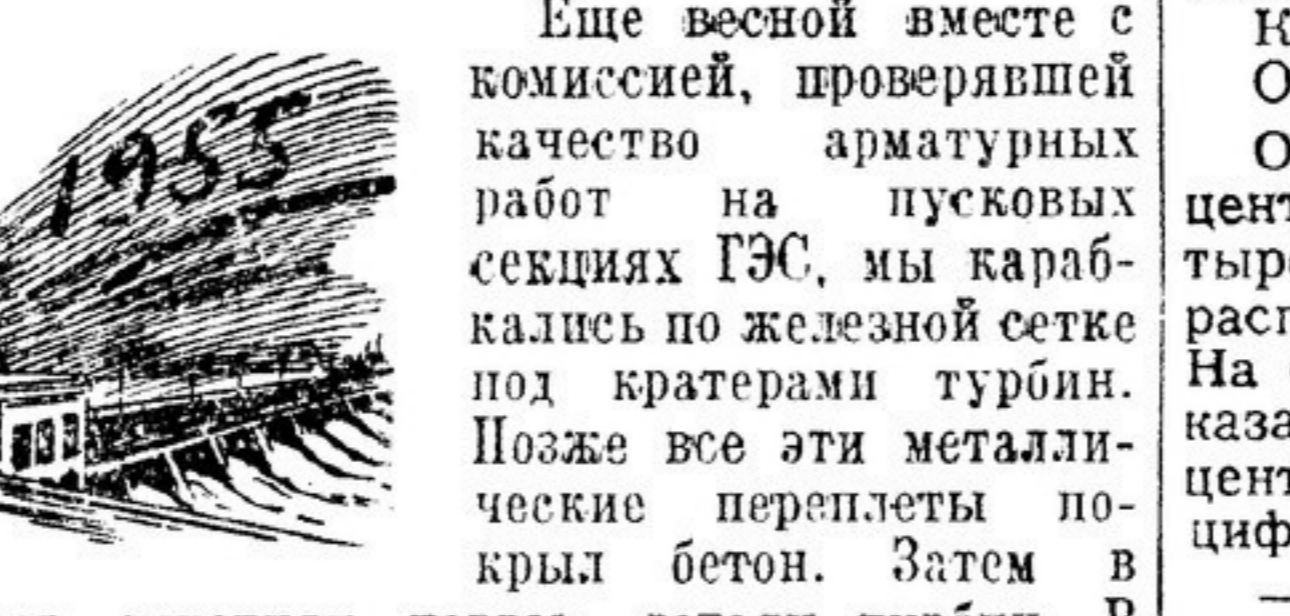 1955
Еще весной вместе с
комиссией, проверявшей
качество арматурных
работ на пусковых
секциях ГЭС, мы караб-
кались по железной сетке
под кратерами турбин.
Позже все эти металли-
ческие переплеты по-
крыл бетон. Затем в
На